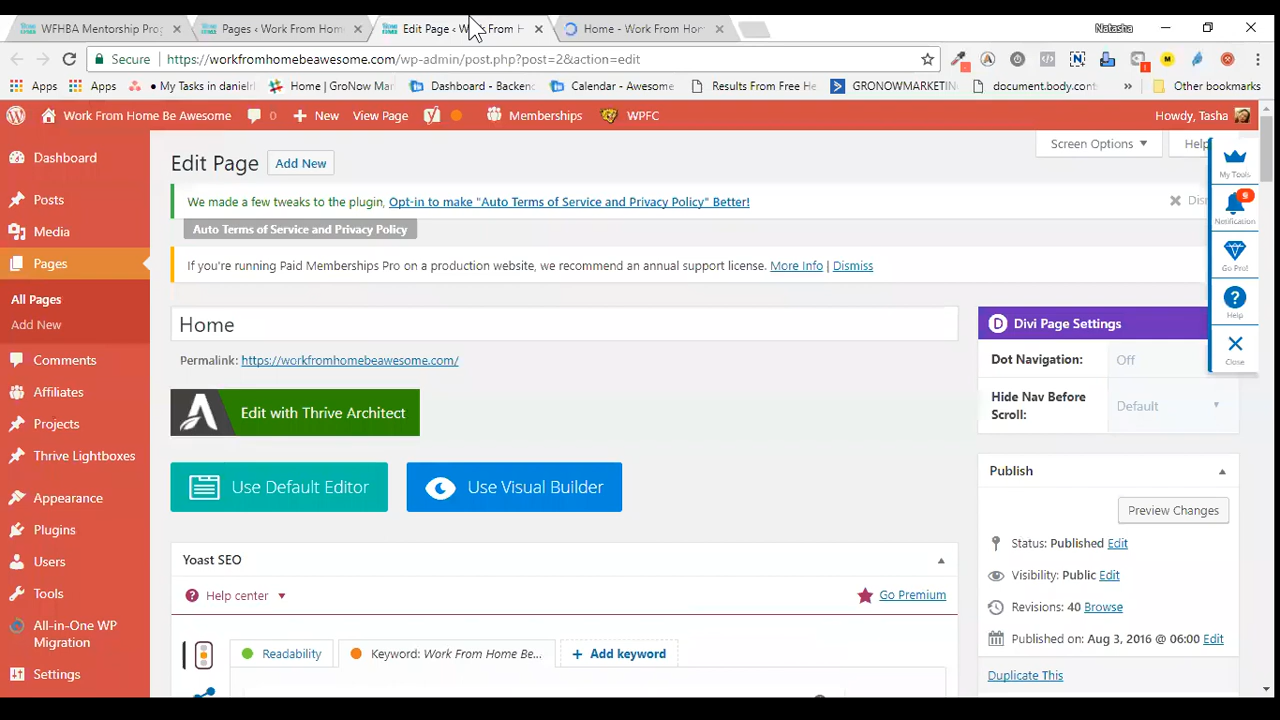 WFHBA Mentorship Prog
Pages ‹ Work From Home
Edit Page ‹ Work From H
Home - Work From Hor
Natasha
Secure
https://workfromhomebeawesome.com/wp-admin/post.php?post=2&action=edit
Apps
Apps
My Tasks in danielr
Home | GroNow Mar
Dashboard - Backend
Calendar - Awesome
Results From Free He
GRONOWMARKETING
document.body.cont
»
Other bookmarks
Work From Home Be Awesome
0
+ New
View Page
Memberships
WPFC
Howdy, Tasha
Dashboard
Posts
Media
Pages
All Pages
Add New
Comments
Affiliates
Projects
Thrive Lightboxes
Appearance
Plugins
Users
Tools
All-in-One WP
Migration
Settings
Edit Page
Add New
Screen Options
Help
We made a few tweaks to the plugin, Opt-in to make "Auto Terms of Service and Privacy Policy" Better!
Dis
Auto Terms of Service and Privacy Policy
If you're running Paid Memberships Pro on a production website, we recommend an annual support license. More Info | Dismiss
Home
Permalink: https://workfromhomebeawesome.com/
Edit with Thrive Architect
Use Default Editor
Use Visual Builder
Yoast SEO
Help center
Go Premium
Readability
Keyword: Work From Home Be...
+ Add keyword
Divi Page Settings
Dot Navigation:
Off
Hide Nav Before
Scroll:
Default
Publish
Preview Changes
Status: Published Edit
Visibility: Public Edit
Revisions: 40 Browse
Published on: Aug 3, 2016 @ 06:00 Edit
Duplicate This
My Tools
9
Notification
Go Pro!
Help
Close